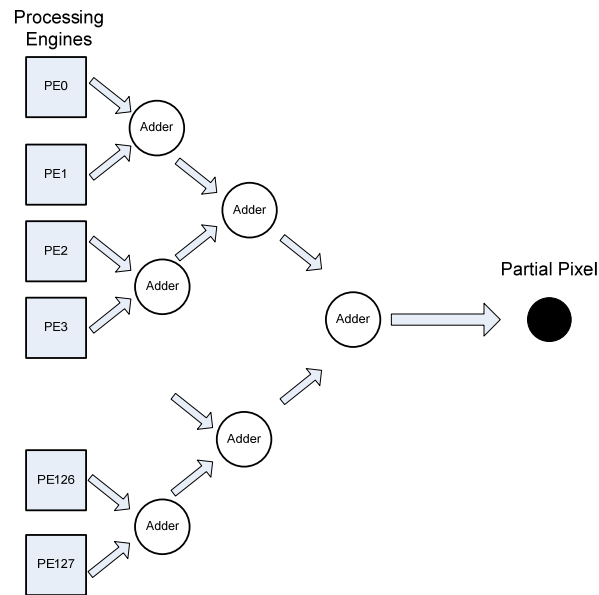 Processing
Engines
PE0
Adder
PE1
Adder
PE2
Adder
PE3
Partial Pixel
Adder
Adder
PE126
Adder
PE127